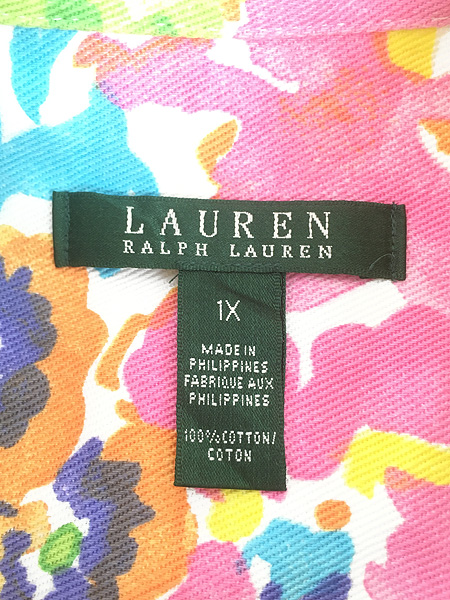 LAUREN
RALPH LAUREN
1X
MADE IN
PHILIPPINES
FABRIQUE AUX
PHILIPPINES
100% COTTON/
COTON